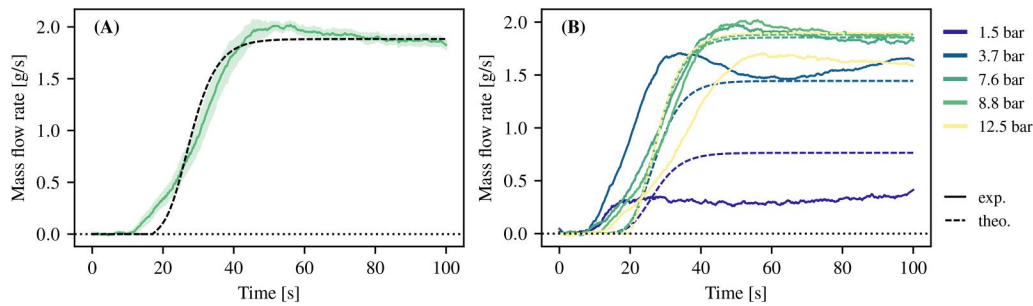 (A)
Mass flow rate [g/s]
2.0
1.5
1.0
0.5
0.0
0 20 40 60 80 100
Time [s]
(B)
Mass flow rate [g/s]
2.0
1.5
1.0
0.5
0.0
0 20 40 60 80 100
Time [s]
1.5 bar
3.7 bar
7.6 bar
8.8 bar
12.5 bar
exp.
theo.